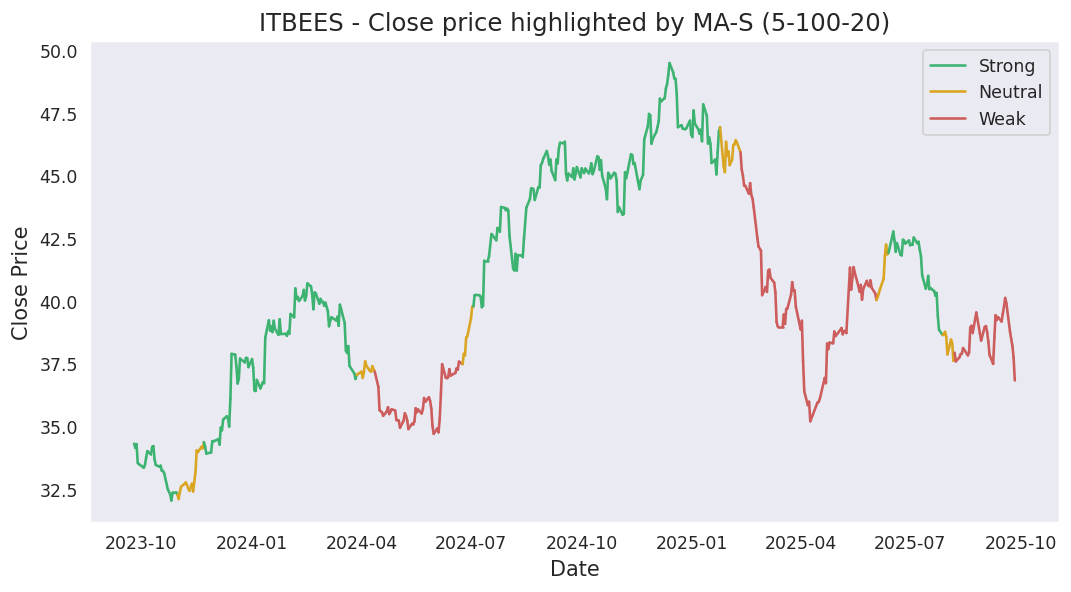 ITBEES - Close price highlighted by MA-S (5-100-20)
Strong
Neutral
Weak
50.0
47.5
45.0
42.5
40.0
37.5
35.0
32.5
Close Price
2023-10 2024-01 2024-04 2024-07 2024-10 2025-01 2025-04 2025-07 2025-10
Date